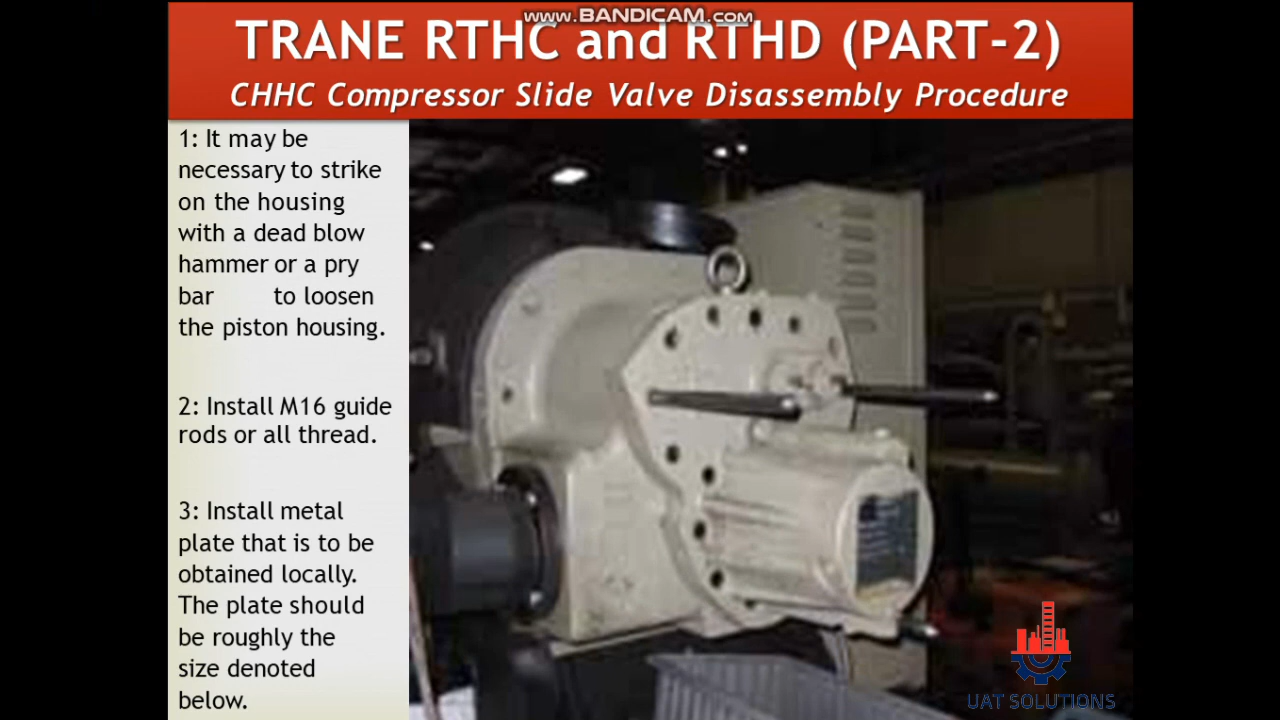 www.BANDICAM.com
TRANE RTHC and RTHD (PART-2)
CHHC Compressor Slide Valve Disassembly Procedure
1: It may be
necessary to strike
on the housing
with a dead blow
hammer or a pry
bar to loosen
the piston housing.
2: Install M16 guide
rods or all thread.
3: Install metal
plate that is to be
obtained locally.
The plate should
be roughly the
size denoted
below.
UAT SOLUTIONS